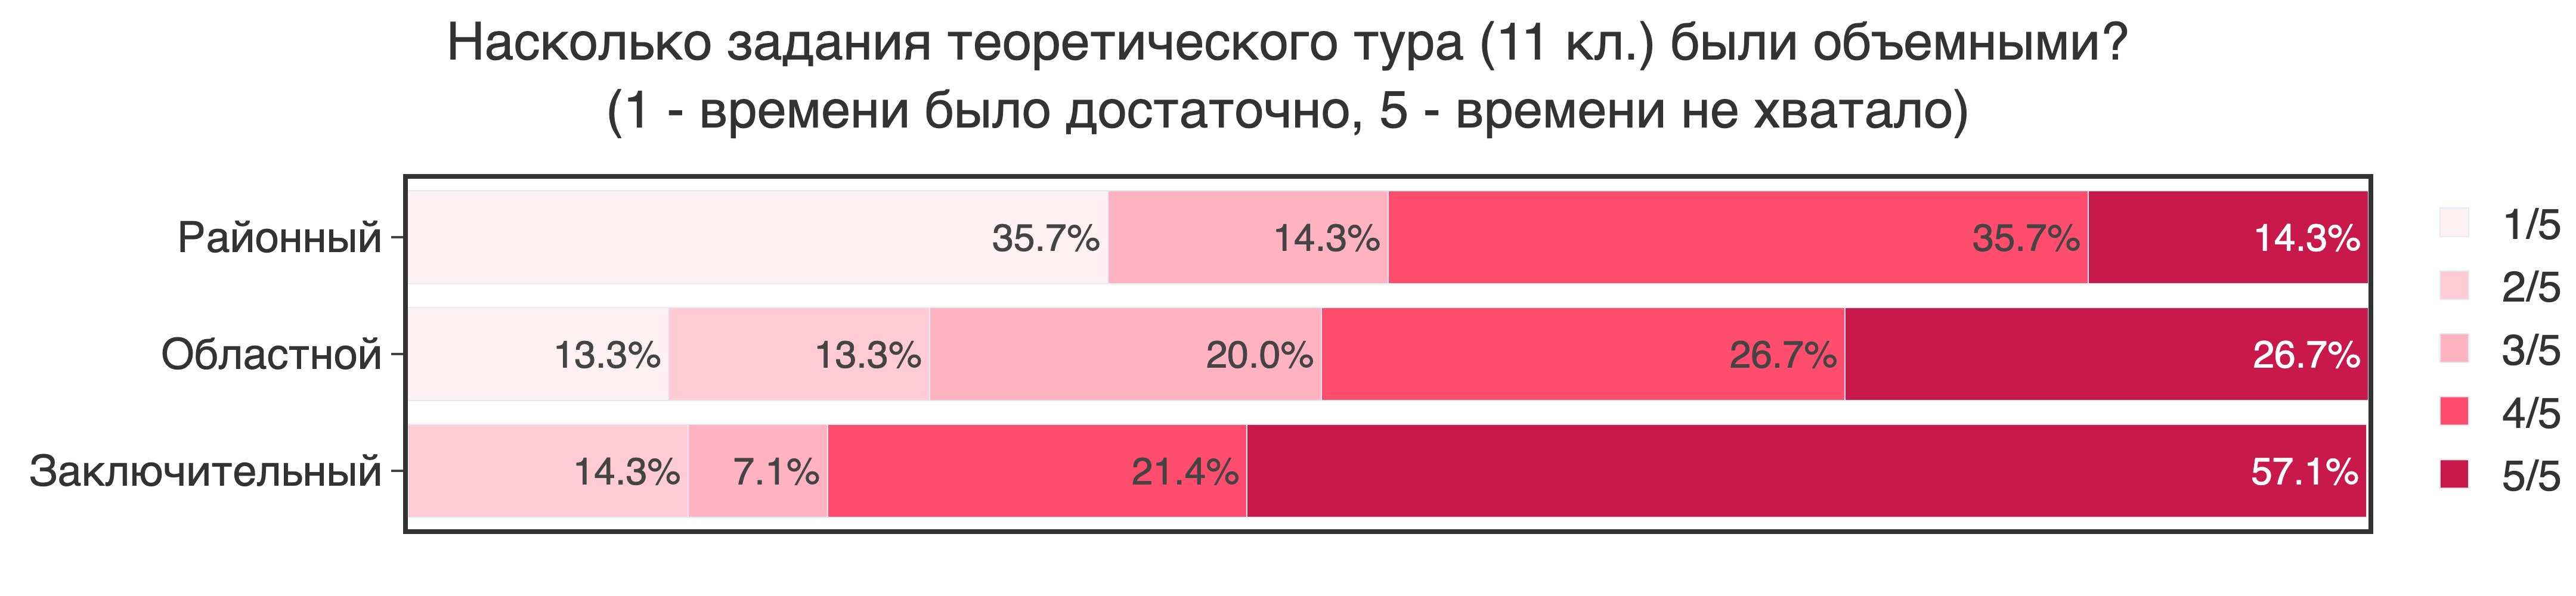 Насколько задания теоретического тура (11 кл.) были объемными?
(1 - времени было достаточно, 5 - времени не хватало)
Районный 35.7% 14.3% 35.7% 14.3%
Областной 13.3% 13.3% 20.0% 26.7% 26.7%
Заключительный 14.3% 7.1% 21.4% 57.1%
1/5
2/5
3/5
4/5
5/5